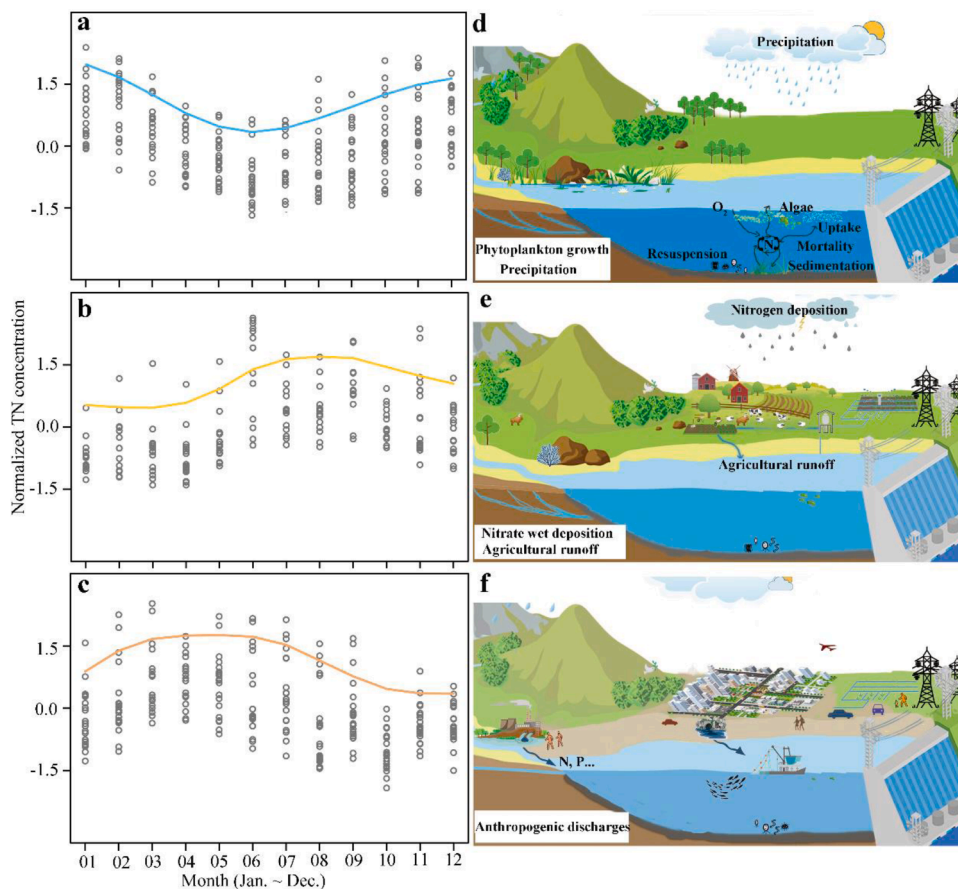 a
1.5
0.0
-1.5
b
1.5
0.0
-1.5
c
1.5
0.0
-1.5
Normalized TN concentration
01 02 03 04 05 06 07 08 09 10 11 12
Month (Jan. ~ Dec.)
d
Precipitation
O2
Algae
N
Uptake
Resuspension
Mortality
Sedimentation
Phytoplankton growth
Precipitation
e
Nitrogen deposition
Agricultural runoff
Nitrate wet deposition
Agricultural runoff
f
N, P...
Anthropogenic discharges